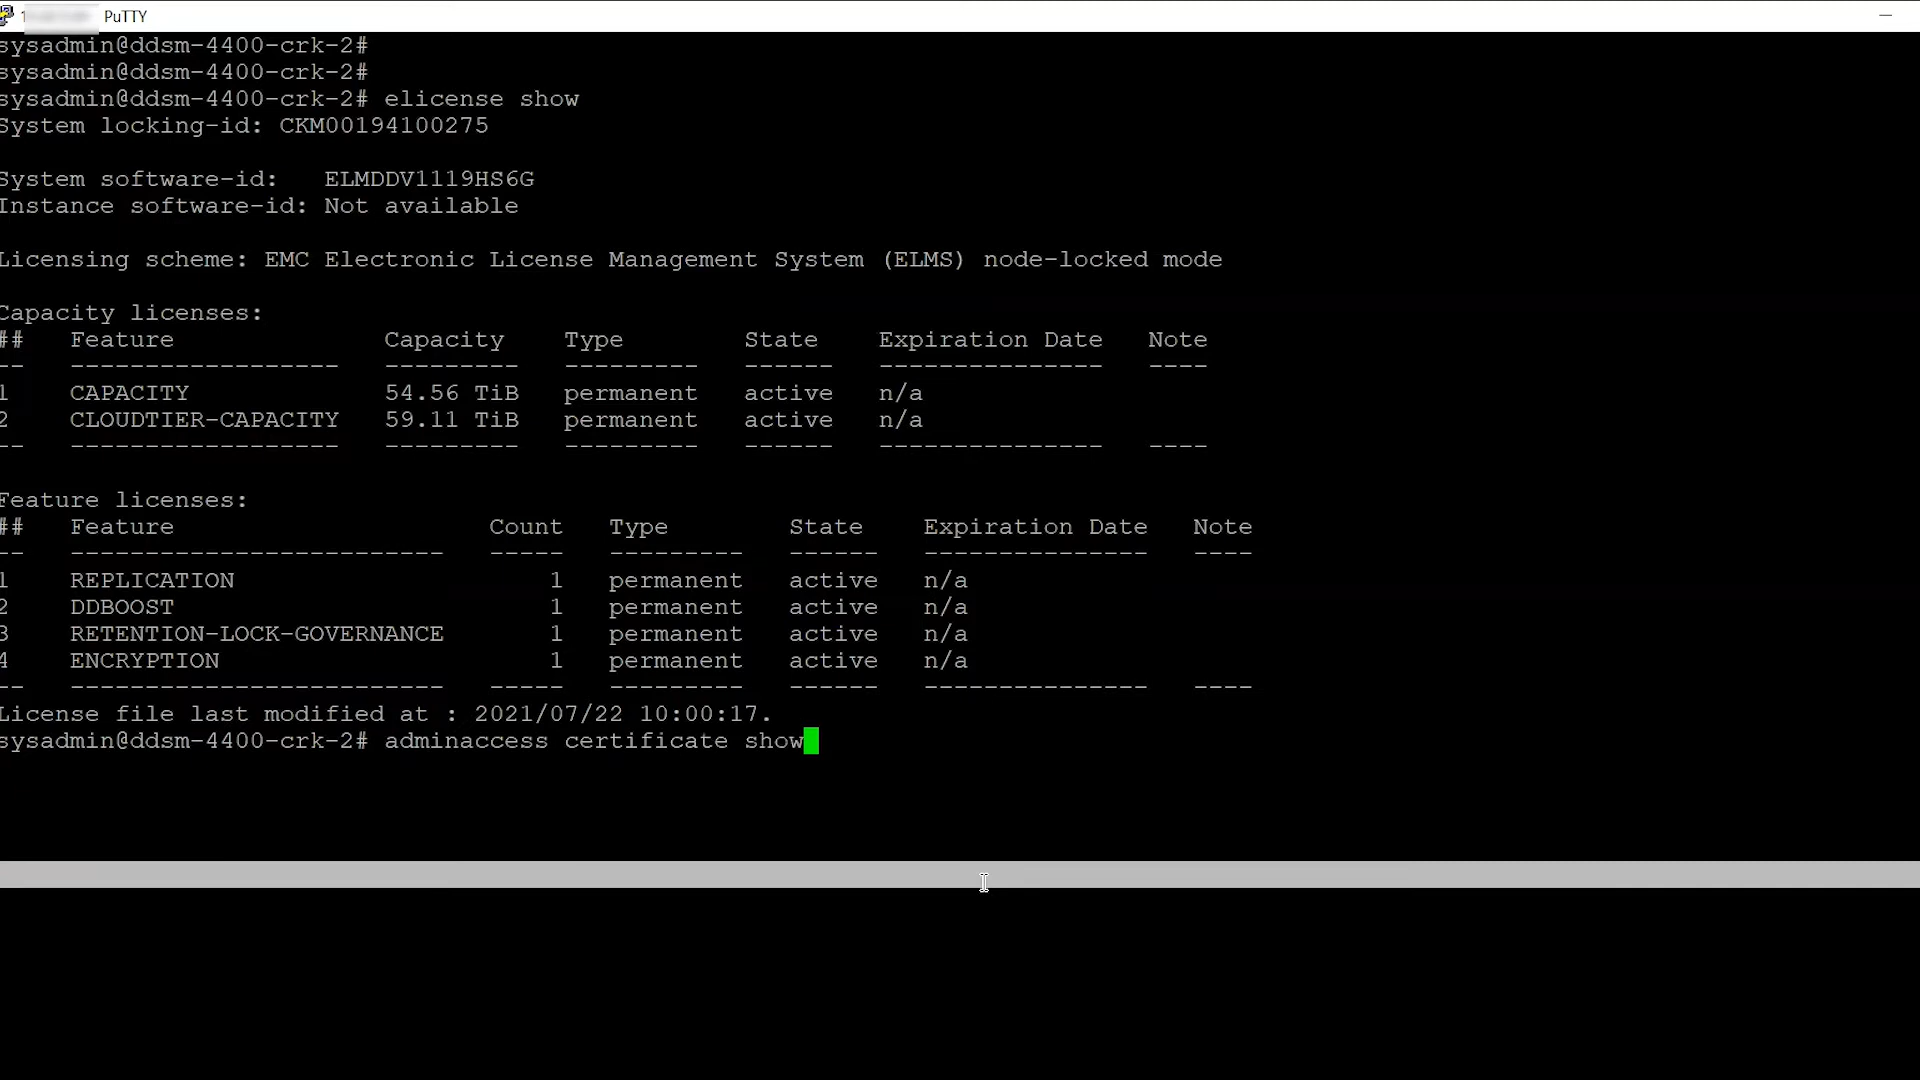 PuTTY
sysadmin@ddsm-4400-crk-2#
sysadmin@ddsm-4400-crk-2#
sysadmin@ddsm-4400-crk-2# elicense show
System locking-id: CKM00194100275
System software-id:   ELMDDV1119HS6G
Instance software-id: Not available
Licensing scheme: EMC Electronic License Management System (ELMS) node-locked mode
Capacity licenses:
##   Feature              Capacity    Type        State    Expiration Date   Note
--   ------------------   ---------   ---------   ------   ---------------   ----
1    CAPACITY             54.56 TiB   permanent   active   n/a
2    CLOUDTIER-CAPACITY   59.11 TiB   permanent   active   n/a
--   ------------------   ---------   ---------   ------   ---------------   ----
Feature licenses:
##   Feature                     Count   Type        State    Expiration Date   Note
--   -------------------------   -----   ---------   ------   ---------------   ----
1    REPLICATION                     1   permanent   active   n/a
2    DDBOOST                         1   permanent   active   n/a
3    RETENTION-LOCK-GOVERNANCE       1   permanent   active   n/a
4    ENCRYPTION                      1   permanent   active   n/a
--   -------------------------   -----   ---------   ------   ---------------   ----
License file last modified at : 2021/07/22 10:00:17.
sysadmin@ddsm-4400-crk-2# adminaccess certificate show